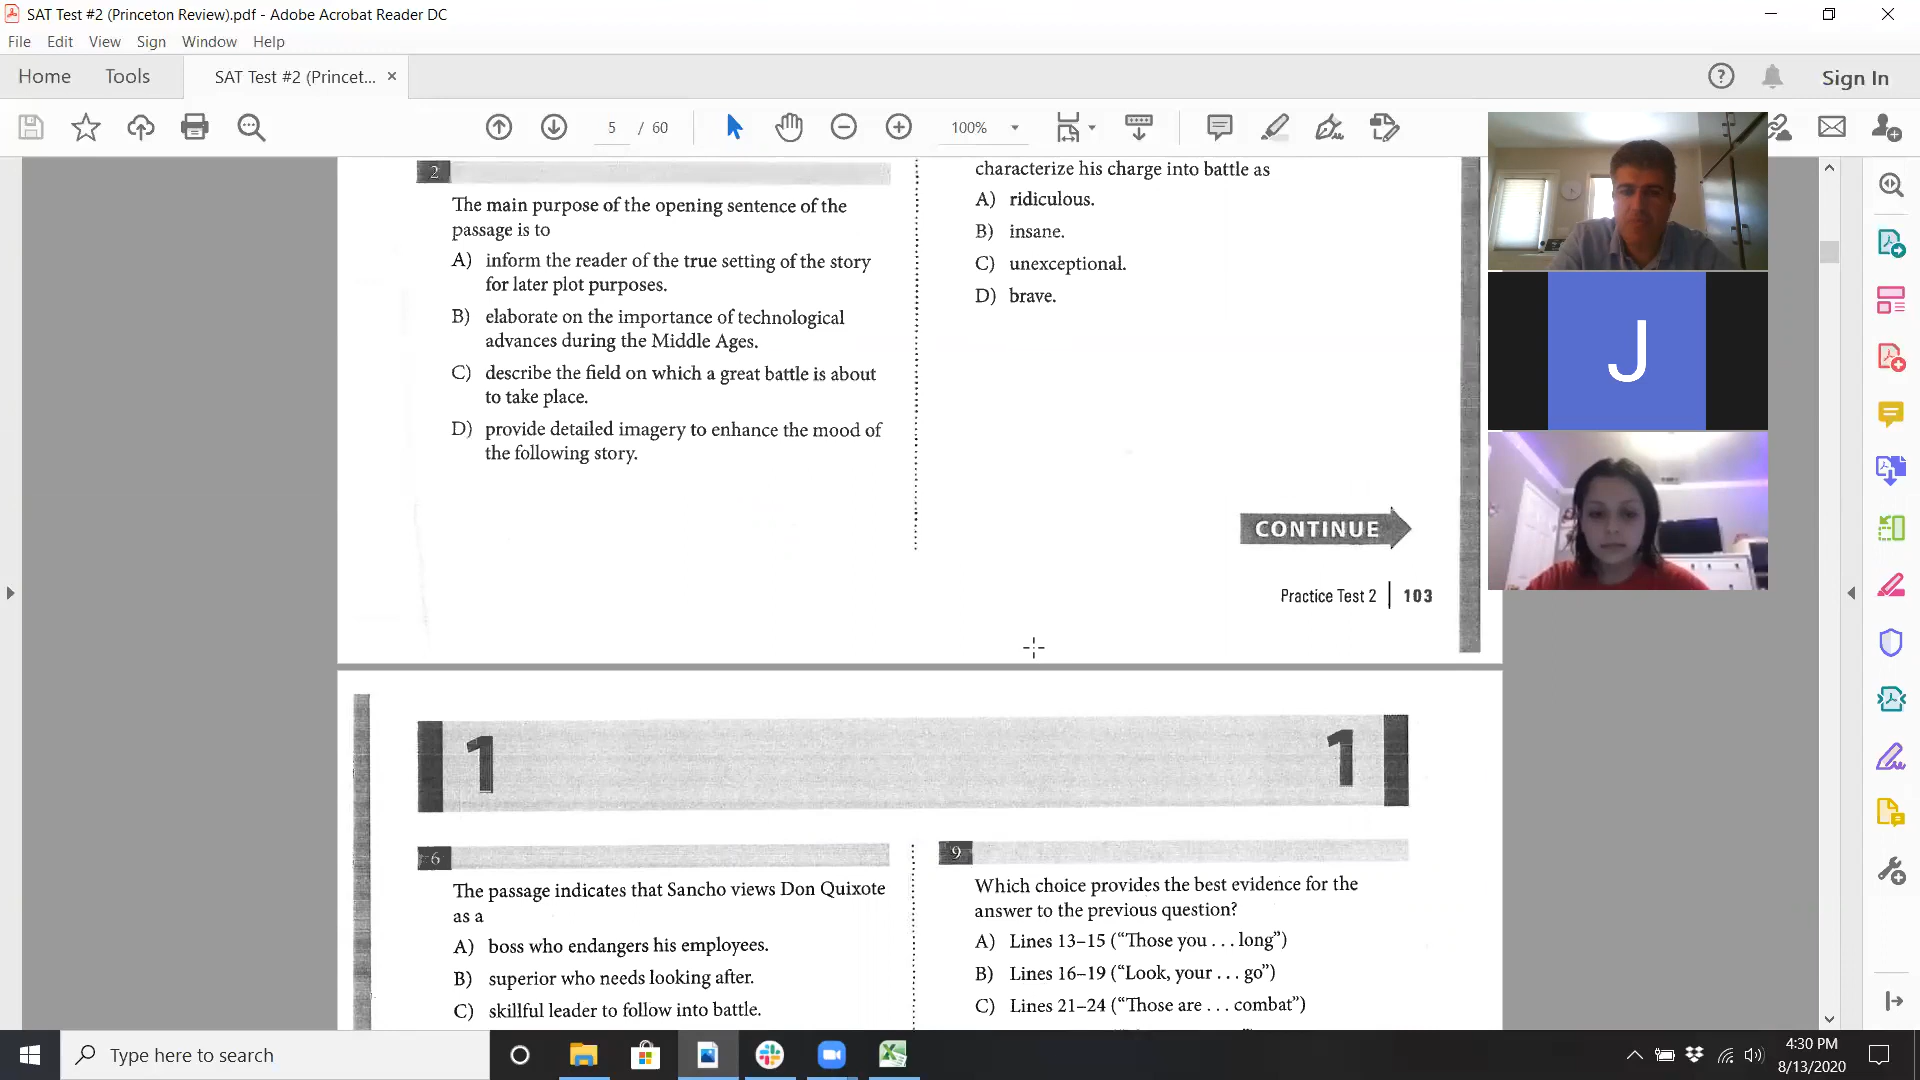 SAT Test #2 (Princeton Review).pdf - Adobe Acrobat Reader DC
File Edit View Sign Window Help
Home Tools SAT Test #2 (Princet... ×
Sign In
5 / 60
100%
2
The main purpose of the opening sentence of the
passage is to
A) inform the reader of the true setting of the story
for later plot purposes.
B) elaborate on the importance of technological
advances during the Middle Ages.
C) describe the field on which a great battle is about
to take place.
D) provide detailed imagery to enhance the mood of
the following story.
characterize his charge into battle as
A) ridiculous.
B) insane.
C) unexceptional.
D) brave.
J
CONTINUE
Practice Test 2 | 103
1
1
6
The passage indicates that Sancho views Don Quixote
as a
A) boss who endangers his employees.
B) superior who needs looking after.
C) skillful leader to follow into battle.
9
Which choice provides the best evidence for the
answer to the previous question?
A) Lines 13–15 (“Those you . . . long”)
B) Lines 16–19 (“Look, your . . . go”)
C) Lines 21–24 (“Those are . . . combat”)
Type here to search
4:30 PM
8/13/2020